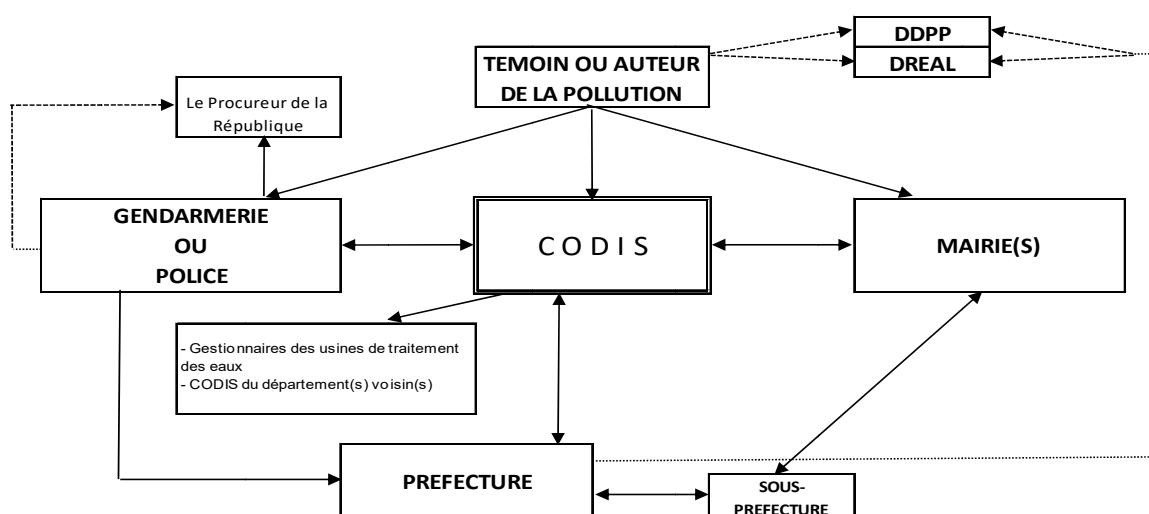 DDPP
DREAL
TEMOIN OU AUTEUR
DE LA POLLUTION
Le Procureur de la
République
GENDARMERIE
OU
POLICE
CODIS
MAIRIE(S)
- Gestionnaires des usines de traitement
des eaux
- CODIS du département(s) voisin(s)
PREFECTURE
SOUS-
PREFECTURE